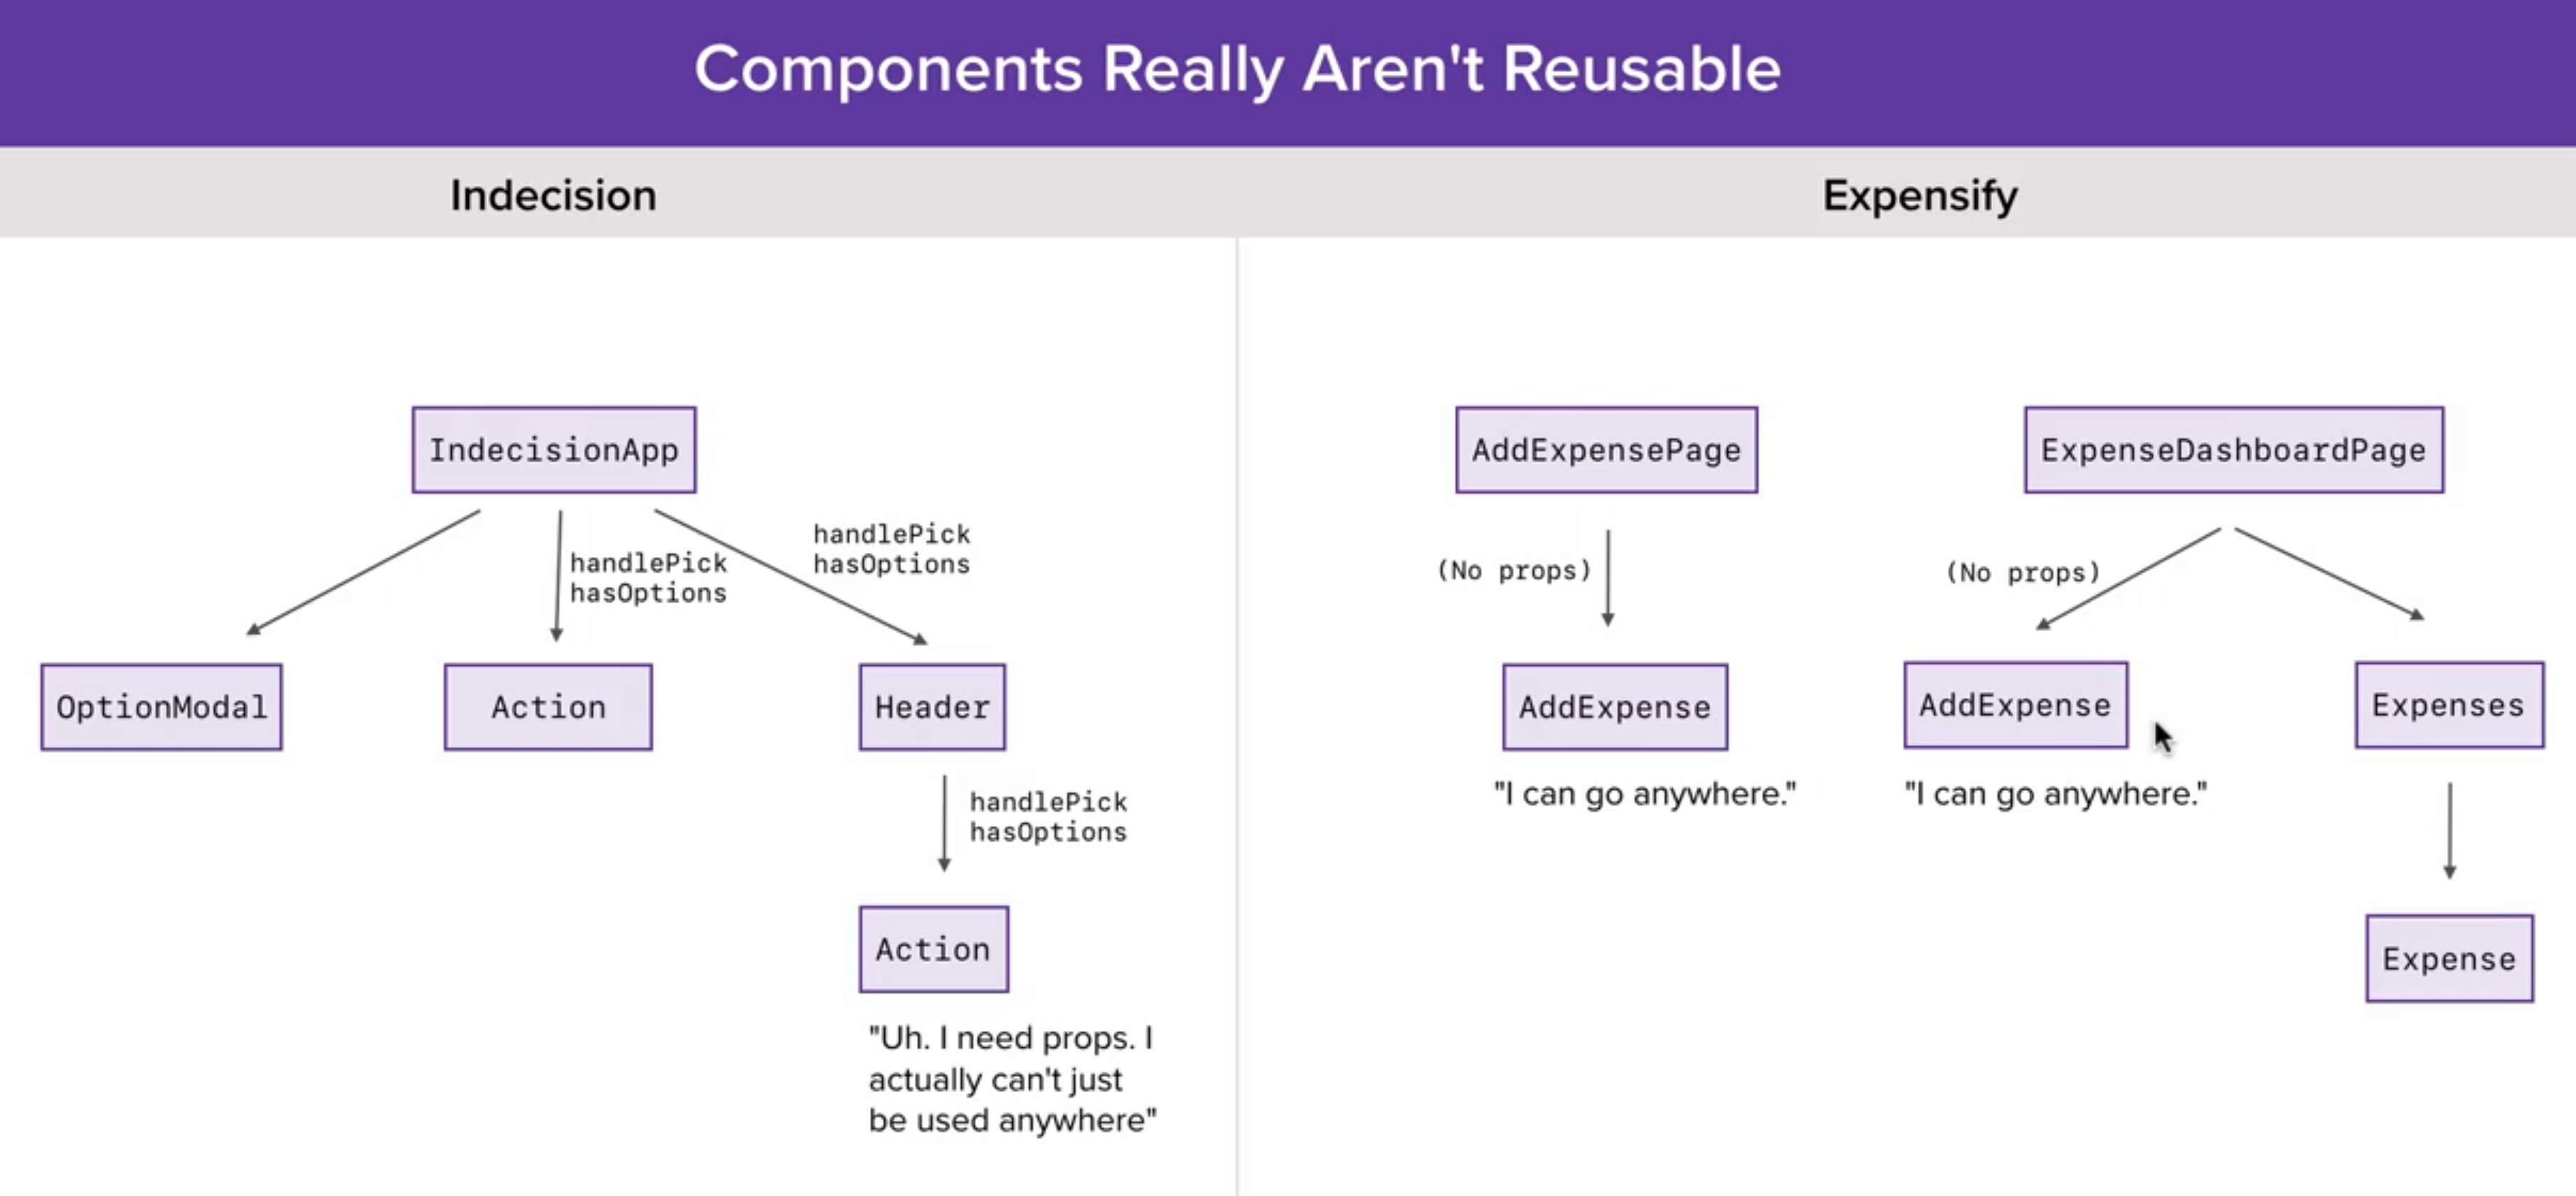 Components Really Aren't Reusable
Indecision
Expensify
IndecisionApp
handlePick
hasOptions
handlePick
hasOptions
OptionModal
Action
Header
handlePick
hasOptions
Action
"Uh. I need props. I
actually can't just
be used anywhere"
AddExpensePage
ExpenseDashboardPage
(No props)
(No props)
AddExpense
AddExpense
Expenses
"I can go anywhere."
"I can go anywhere."
Expense